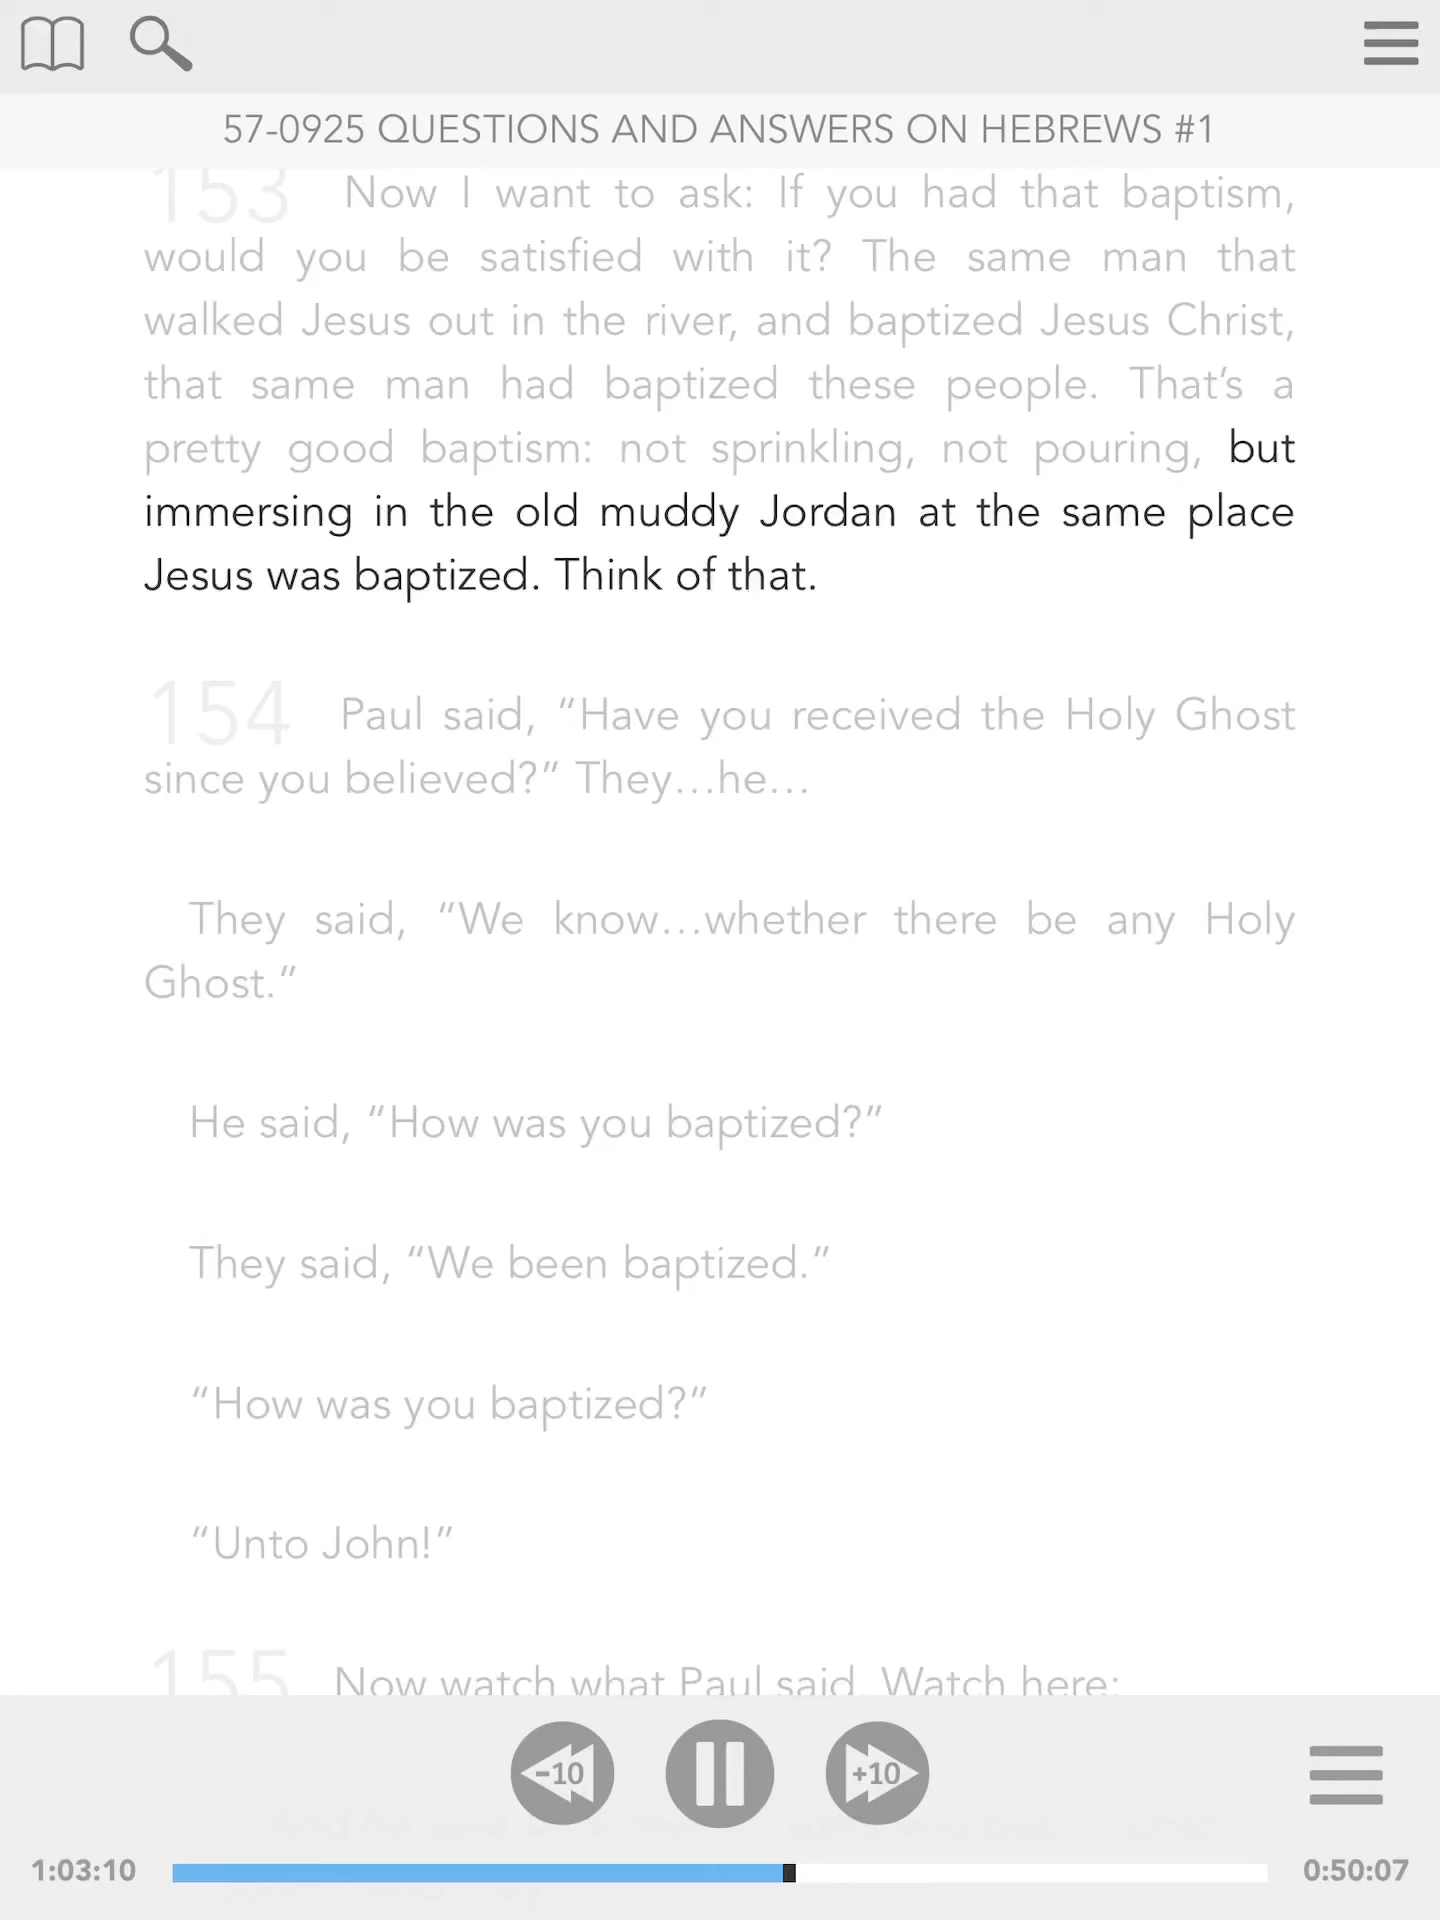 57-0925 QUESTIONS AND ANSWERS ON HEBREWS #1
153 Now I want to ask: If you had that baptism,
would you be satisfied with it? The same man that
walked Jesus out in the river, and baptized Jesus Christ,
that same man had baptized these people. That’s a
pretty good baptism: not sprinkling, not pouring, but
immersing in the old muddy Jordan at the same place
Jesus was baptized. Think of that.
154 Paul said, “Have you received the Holy Ghost
since you believed?” They…he…
They said, “We know…whether there be any Holy
Ghost.”
He said, “How was you baptized?”
They said, “We been baptized.”
“How was you baptized?”
“Unto John!”
155 Now watch what Paul said. Watch here:
-10 +10
1:03:10 0:50:07